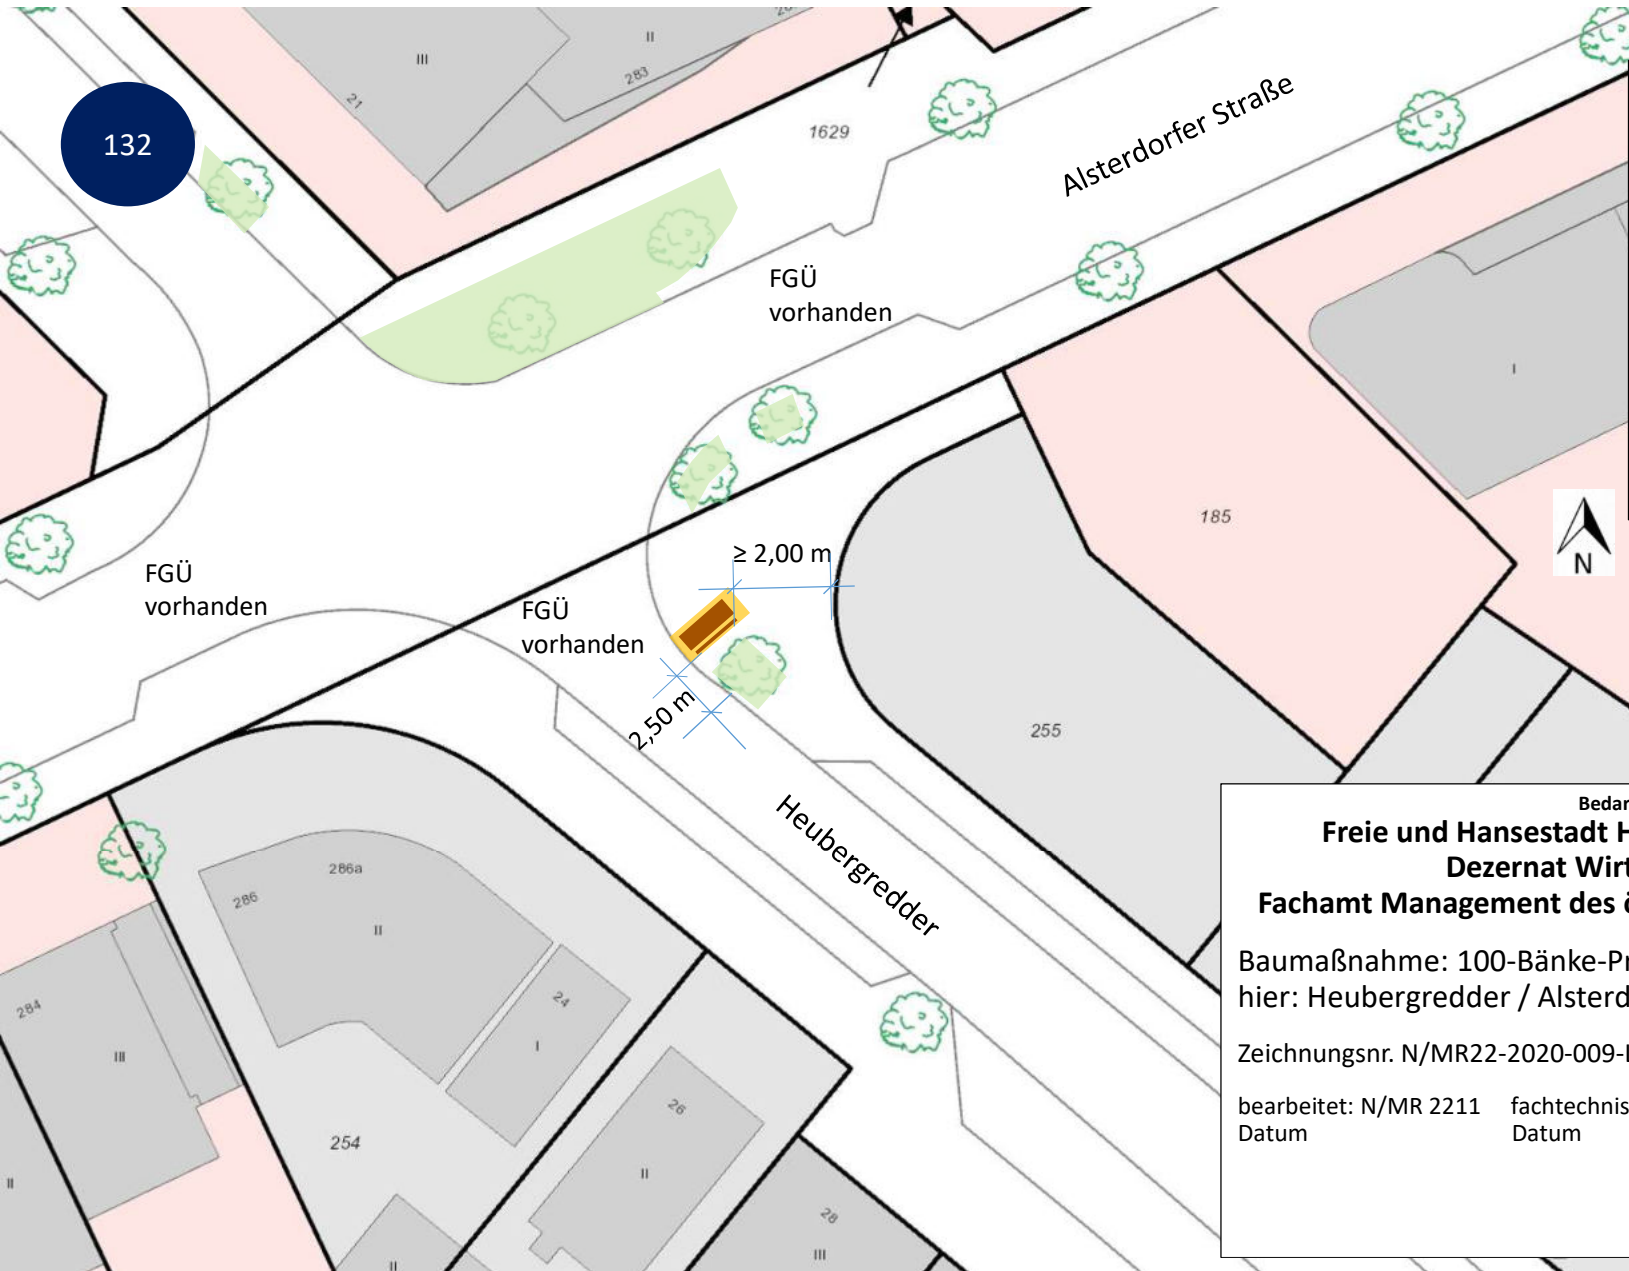 III
II
283
21
132
1629
Alsterdorfer Straße
FGÜ
vorhanden
I
185
≥ 2,00 m
N
FGÜ
vorhanden
FGÜ
vorhanden
2,50 m
255
Heubergredder
286a
286
II
24
I
284
III
26
II
254
II
28
III
II
Bedar
Freie und Hansestadt H
Dezernat Wirt
Fachamt Management des ö
Baumaßnahme: 100-Bänke-Pr
hier: Heubergredder / Alsterd
Zeichnungsnr. N/MR22-2020-009-
bearbeitet: N/MR 2211 fachtechnis
Datum Datum